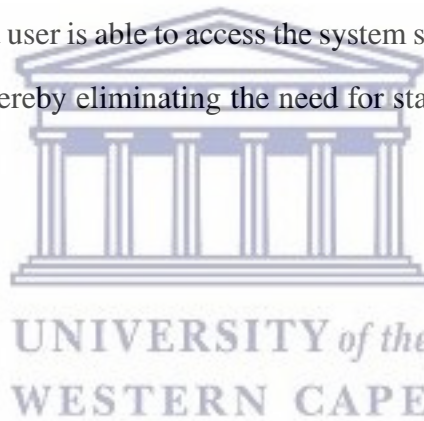 user is able to access the system s
ereby eliminating the need for sta
UNIVERSITY of the
WESTERN CAPE